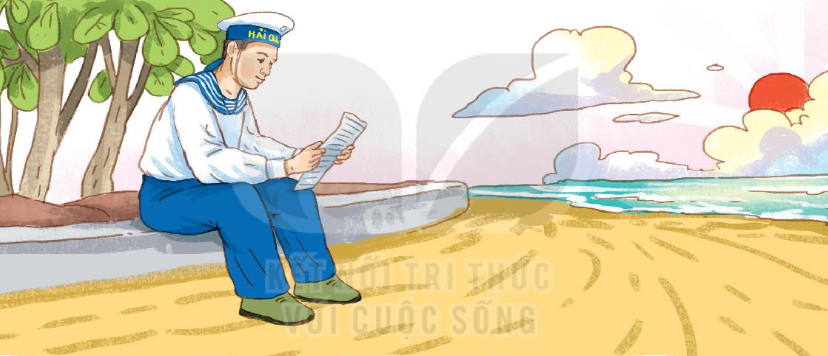 HẢI QUÂN
KẾT NỐI TRI THỨC
VỚI CUỘC SỐNG